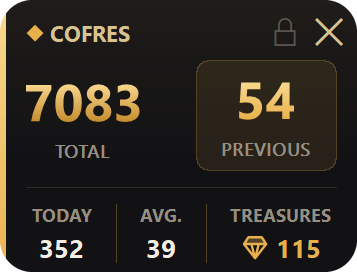 COFRES
7083 54
TOTAL PREVIOUS
TODAY AVG. TREASURES
352 39 115